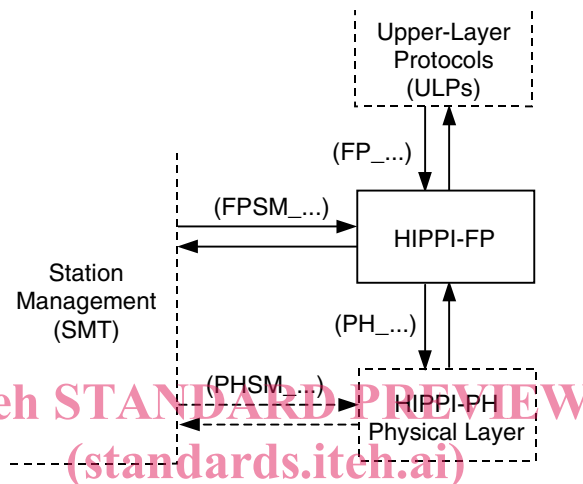 Upper-Layer
Protocols
(ULPs)
(FP_...)
(FPSM_...)
HIPPI-FP
Station
Management
(SMT)
(PH_...)
(PHSM_...)
HIPPI-PH
Physical Layer
eh STANDARD PREVIEW
(standards.iteh.ai)